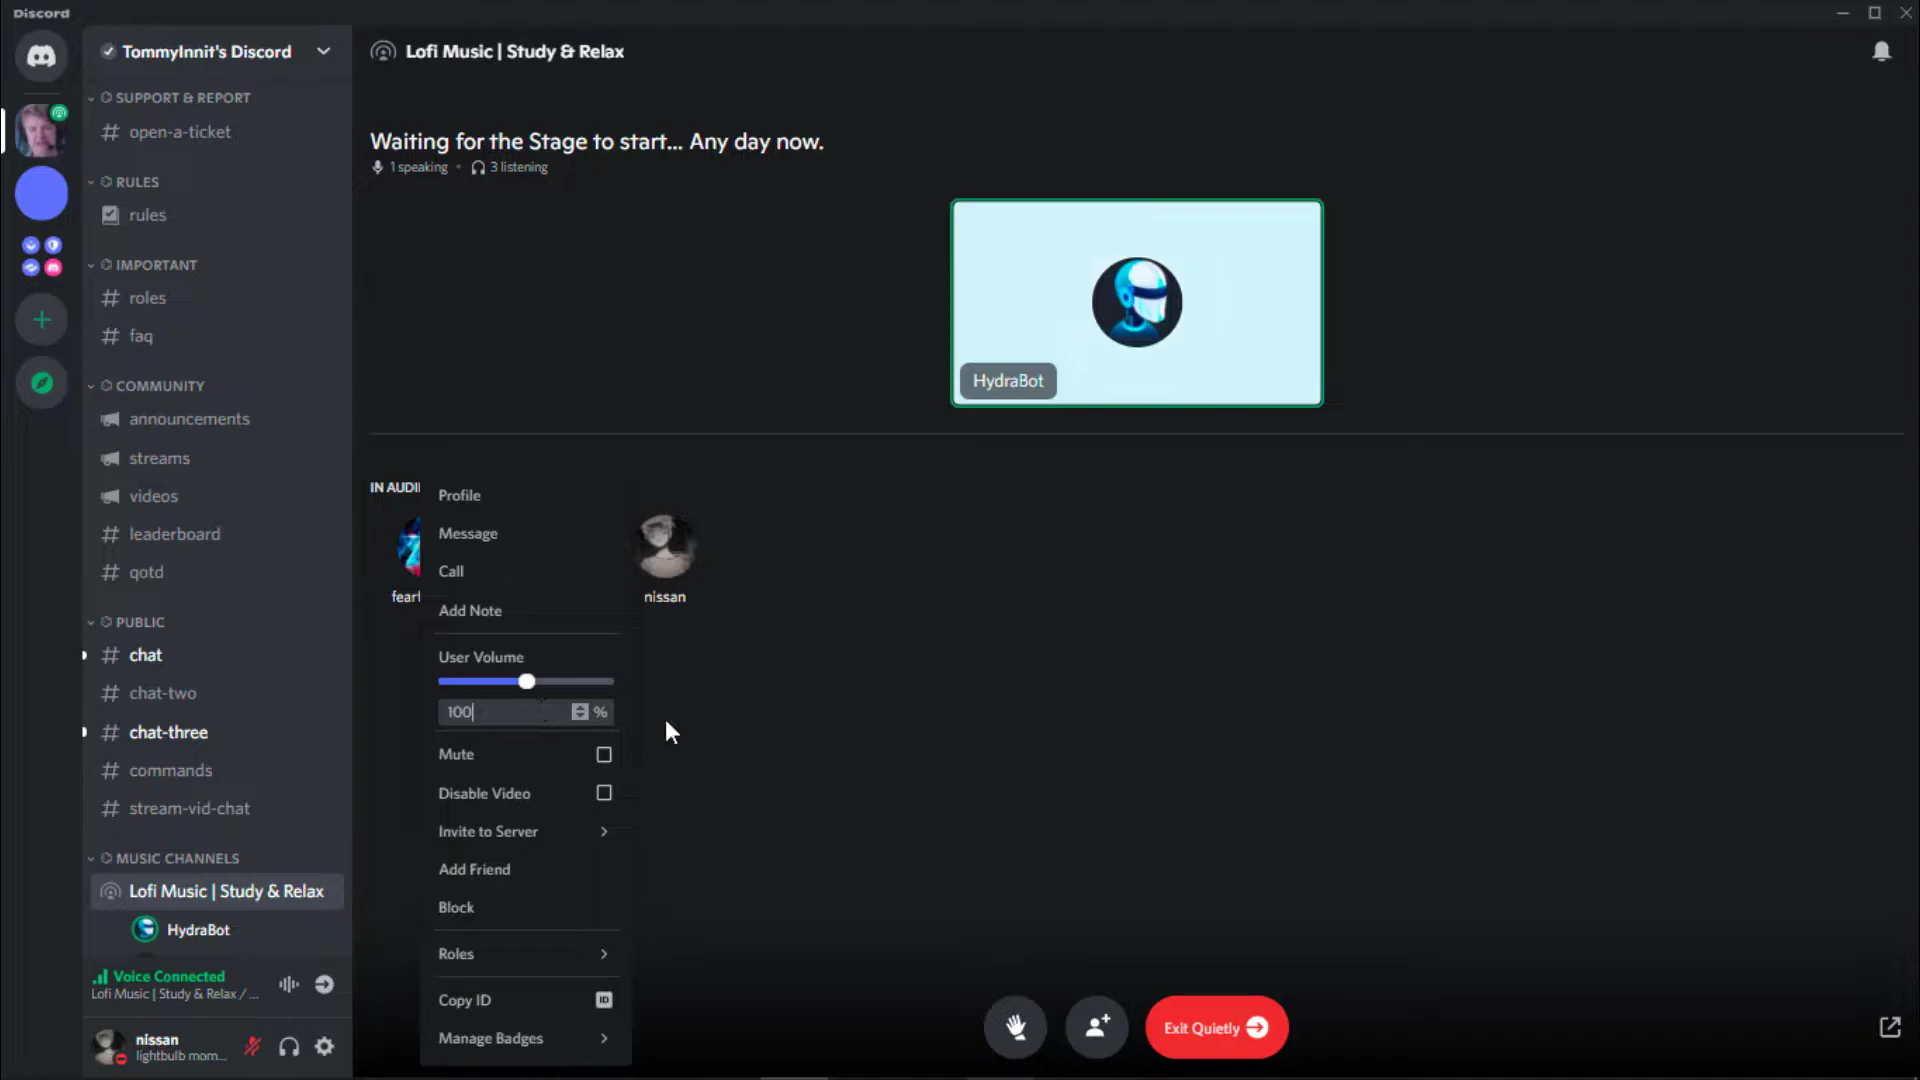 Discord
TommyInnit's Discord
SUPPORT & REPORT
open-a-ticket
RULES
rules
IMPORTANT
roles
faq
COMMUNITY
announcements
streams
videos
leaderboard
qotd
PUBLIC
chat
chat-two
chat-three
commands
stream-vid-chat
MUSIC CHANNELS
Lofi Music | Study & Relax
HydraBot
Voice Connected
Lofi Music | Study & Relax / ...
nissan
lightbulb mom...
Lofi Music | Study & Relax
Waiting for the Stage to start... Any day now.
1 speaking • 3 listening
HydraBot
IN AUDI
fearl
nissan
Profile
Message
Call
Add Note
User Volume
100 %
Mute
Disable Video
Invite to Server
Add Friend
Block
Roles
Copy ID ID
Manage Badges
Exit Quietly